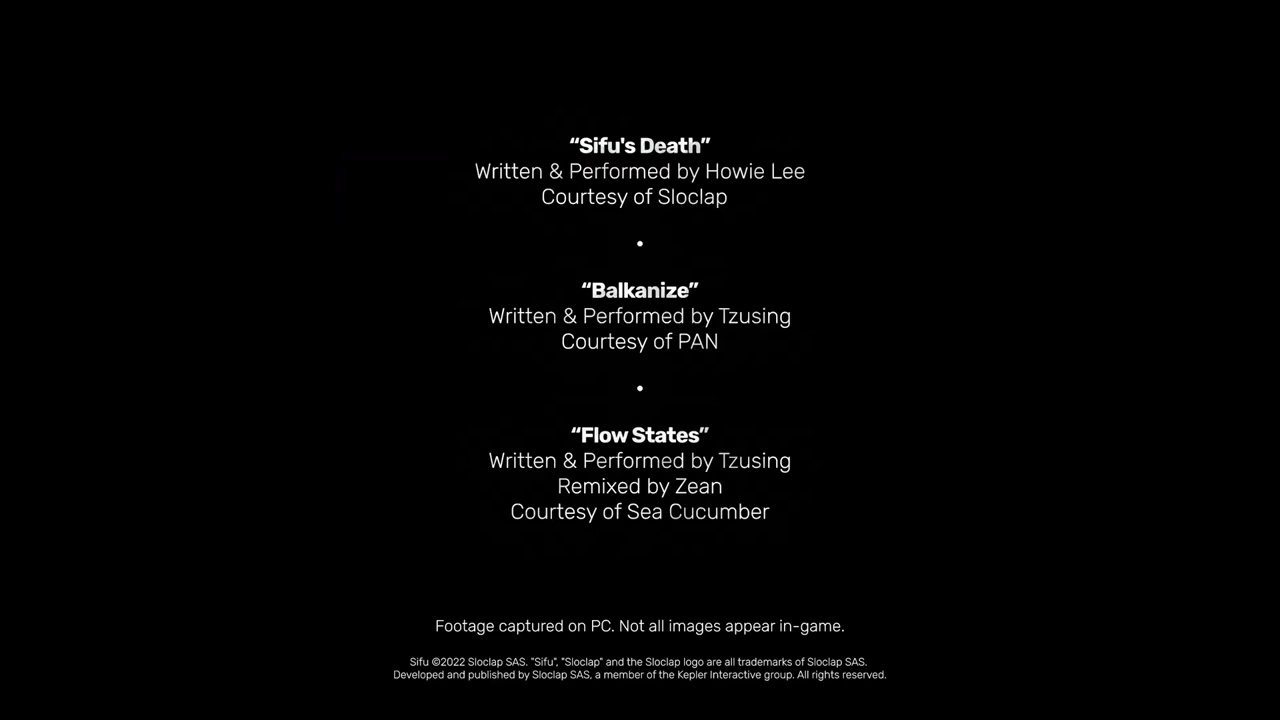 “Sifu's Death”
Written & Performed by Howie Lee
Courtesy of Sloclap
•
“Balkanize”
Written & Performed by Tzusing
Courtesy of PAN
•
“Flow States”
Written & Performed by Tzusing
Remixed by Zean
Courtesy of Sea Cucumber
Footage captured on PC. Not all images appear in-game.
Sifu ©2022 Sloclap SAS. "Sifu", "Sloclap" and the Sloclap logo are all trademarks of Sloclap SAS.
Developed and published by Sloclap SAS, a member of the Kepler Interactive group. All rights reserved.